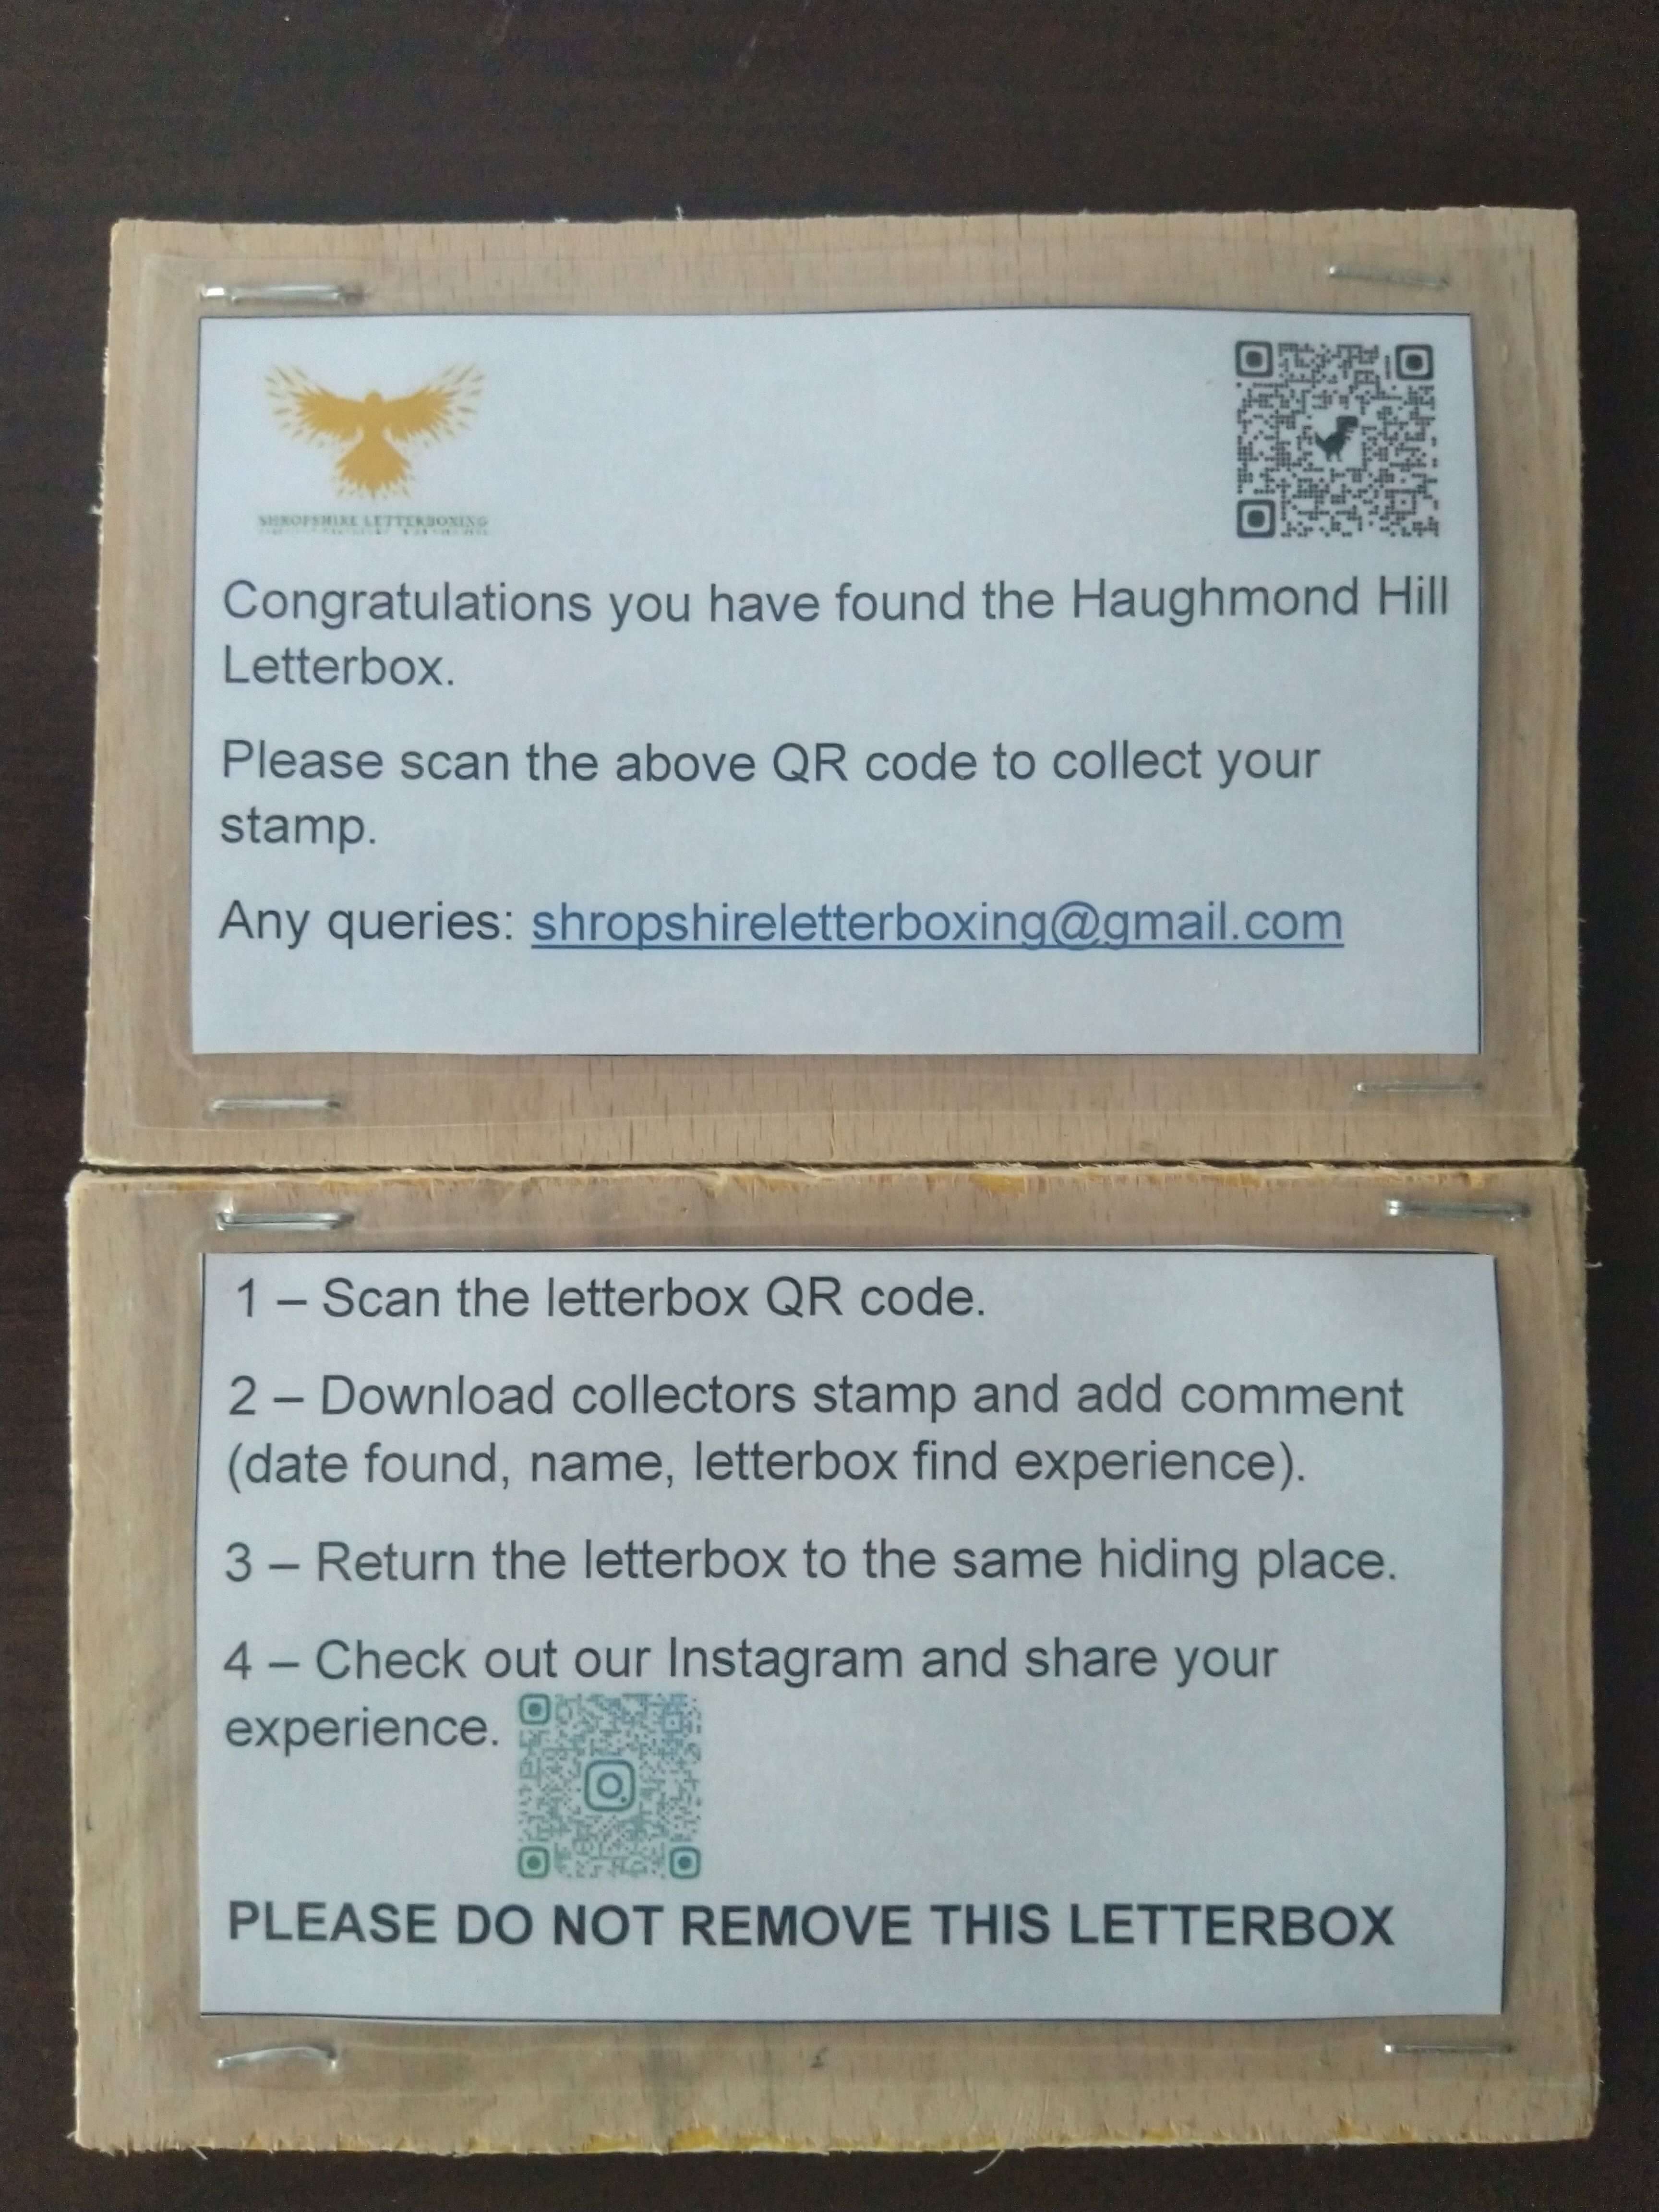 SHROPSHIRE LETTERBOXING
Congratulations you have found the Haughmond Hill
Letterbox.
Please scan the above QR code to collect your
stamp.
Any queries: shropshireletterboxing@gmail.com
1 – Scan the letterbox QR code.
2 – Download collectors stamp and add comment
(date found, name, letterbox find experience).
3 – Return the letterbox to the same hiding place.
4 – Check out our Instagram and share your
experience.
PLEASE DO NOT REMOVE THIS LETTERBOX